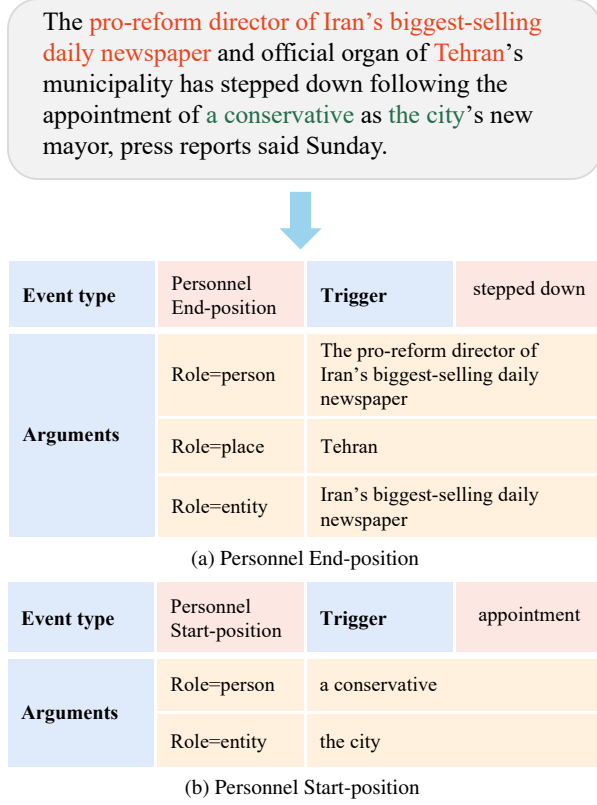 The pro-reform director of Iran's biggest-selling
daily newspaper and official organ of Tehran's
municipality has stepped down following the
appointment of a conservative as the city's new
mayor, press reports said Sunday.
Event type
Personnel
End-position
Trigger
stepped down
Arguments
Role=person
The pro-reform director of
Iran's biggest-selling daily
newspaper
Role=place
Tehran
Role=entity
Iran's biggest-selling daily
newspaper
(a) Personnel End-position
Event type
Personnel
Start-position
Trigger
appointment
Arguments
Role=person
a conservative
Role=entity
the city
(b) Personnel Start-position